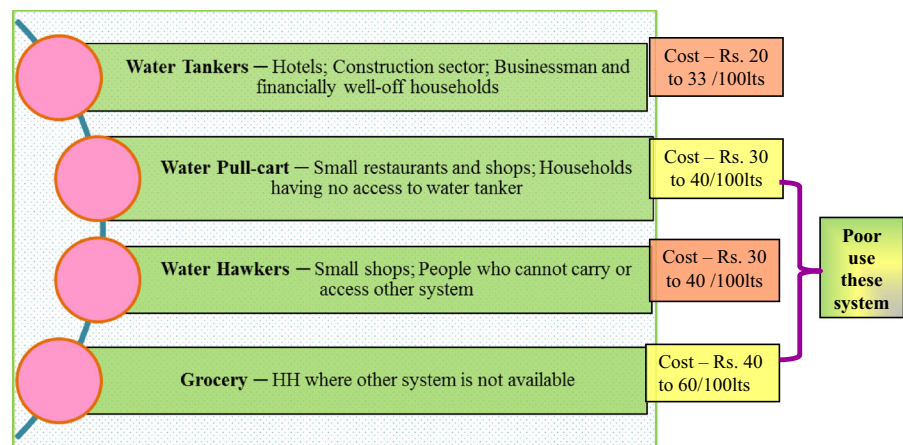 Water Tankers — Hotels; Construction sector; Businessman and
financially well-off households
Cost – Rs. 20
to 33 /100lts
Water Pull-cart — Small restaurants and shops; Households
having no access to water tanker
Cost – Rs. 30
to 40/100lts
Water Hawkers — Small shops; People who cannot carry or
access other system
Cost – Rs. 30
to 40 /100lts
Grocery — HH where other system is not available
Cost – Rs. 40
to 60/100lts
Poor
use
these
system